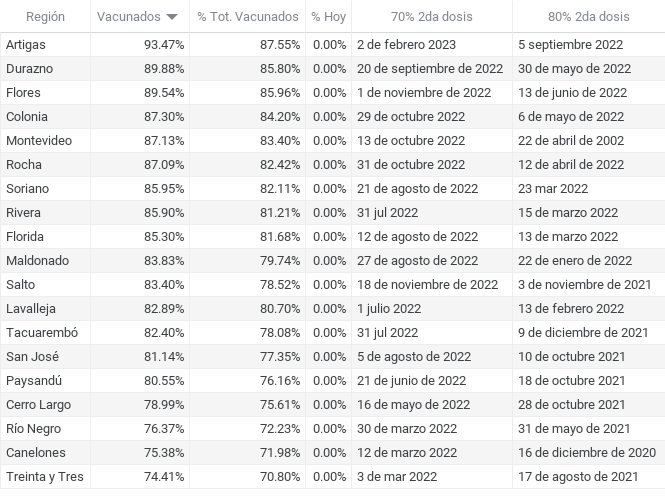 Región Vacunados % Tot. Vacunados % Hoy 70% 2da dosis 80% 2da dosis
Artigas 93.47% 87.55% 0.00% 2 de febrero 2023 5 septiembre 2022
Durazno 89.88% 85.80% 0.00% 20 de septiembre de 2022 30 de mayo de 2022
Flores 89.54% 85.96% 0.00% 1 de noviembre de 2022 13 de junio de 2022
Colonia 87.30% 84.20% 0.00% 29 de octubre 2022 6 de mayo de 2022
Montevideo 87.13% 83.40% 0.00% 13 de octubre 2022 22 de abril de 2002
Rocha 87.09% 82.42% 0.00% 31 de octubre 2022 12 de abril de 2022
Soriano 85.95% 82.11% 0.00% 21 de agosto de 2022 23 mar 2022
Rivera 85.90% 81.21% 0.00% 31 jul 2022 15 de marzo de 2022
Florida 85.30% 81.68% 0.00% 12 de agosto de 2022 13 de marzo de 2022
Maldonado 83.83% 79.74% 0.00% 27 de agosto de 2022 22 de enero de 2022
Salto 83.40% 78.52% 0.00% 18 de noviembre de 2022 3 de noviembre de 2021
Lavalleja 82.89% 80.70% 0.00% 1 julio 2022 13 de febrero de 2022
Tacuarembó 82.40% 78.08% 0.00% 31 jul 2022 9 de diciembre de 2021
San José 81.14% 77.35% 0.00% 5 de agosto de 2022 10 de octubre 2021
Paysandú 80.55% 76.16% 0.00% 21 de junio de 2022 18 de octubre 2021
Cerro Largo 78.99% 75.61% 0.00% 16 de mayo de 2022 28 de octubre 2021
Río Negro 76.37% 72.23% 0.00% 30 de marzo 2022 31 de mayo de 2021
Canelones 75.38% 71.98% 0.00% 12 de marzo 2022 16 de diciembre de 2020
Treinta y Tres 74.41% 70.80% 0.00% 3 de mar 2022 17 de agosto de 2021